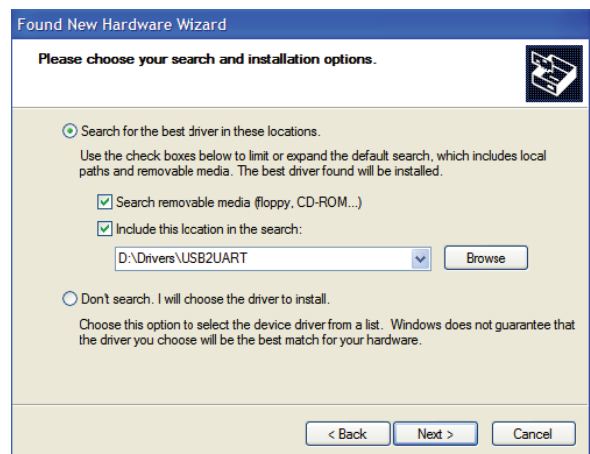 Found New Hardware Wizard
Please choose your search and installation options.
Search for the best driver in these locations.
Use the check boxes below to limit or expand the default search, which includes local
paths and removable media. The best driver found will be installed.
Search removable media (floppy, CD-ROM...)
Include this location in the search:
D:\Drivers\USB2UART
Browse
Don't search. I will choose the driver to install.
Choose this option to select the device driver from a list. Windows does not guarantee that
the driver you choose will be the best match for your hardware.
< Back Next > Cancel